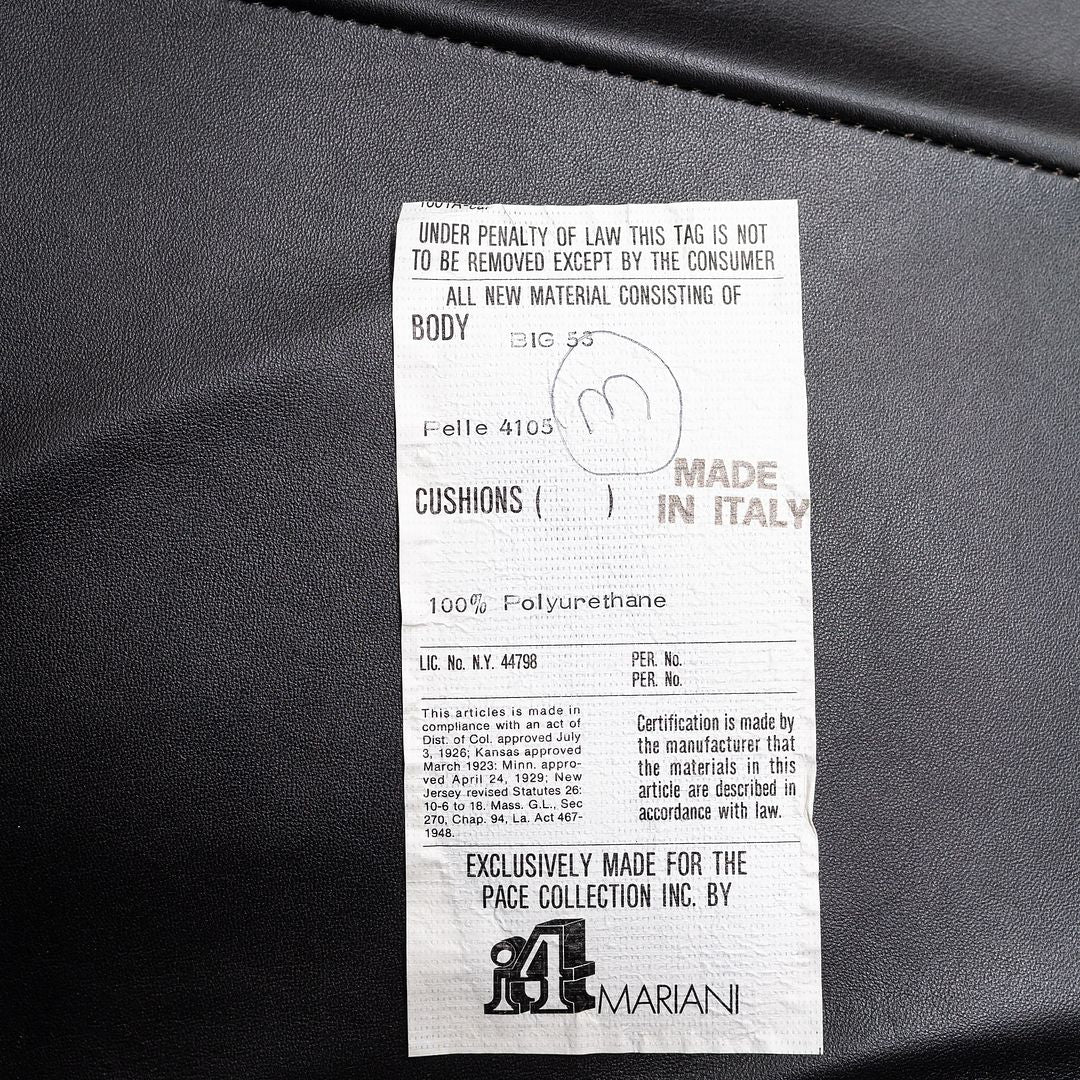 UNDER PENALTY OF LAW THIS TAG IS NOT
TO BE REMOVED EXCEPT BY THE CONSUMER
ALL NEW MATERIAL CONSISTING OF
BODY
BIG 53
3
Pelle 4105
MADE
IN ITALY
CUSHIONS ( )
100% Polyurethane
LIC. No. N.Y. 44798
PER. No.
PER. No.
This articles is made in
compliance with an act of
Dist. of Col. approved July
3, 1926; Kansas approved
March 1923: Minn. appro-
ved April 24, 1929; New
Jersey revised Statutes 26:
10-6 to 18. Mass. G.L., Sec
270, Chap. 94, La. Act 467-
1948.
Certification is made by
the manufacturer that
the materials in this
article are described in
accordance with law.
EXCLUSIVELY MADE FOR THE
PACE COLLECTION INC. BY
i4 MARIANI